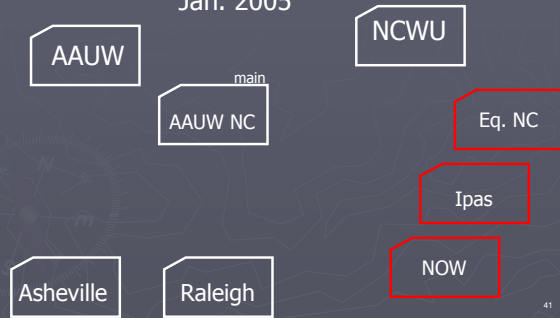 Jan. 2005
AAUW
NCWU
main
AAUW NC
Eq. NC
Ipas
NOW
Asheville
Raleigh
41
N
m